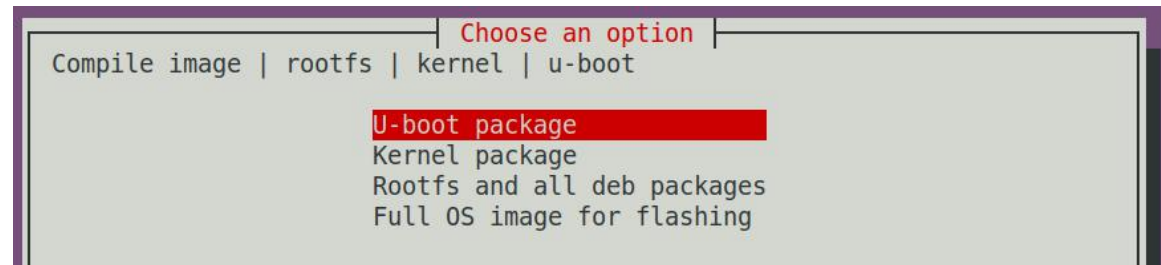 Choose an option
Compile image | rootfs | kernel | u-boot
U-boot package
Kernel package
Rootfs and all deb packages
Full OS image for flashing